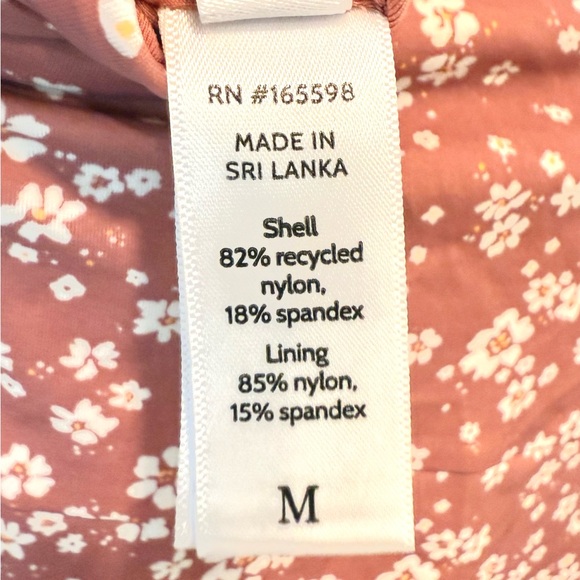 RN #165598
MADE IN
SRI LANKA
Shell
82% recycled
nylon,
18% spandex
Lining
85% nylon,
15% spandex
M